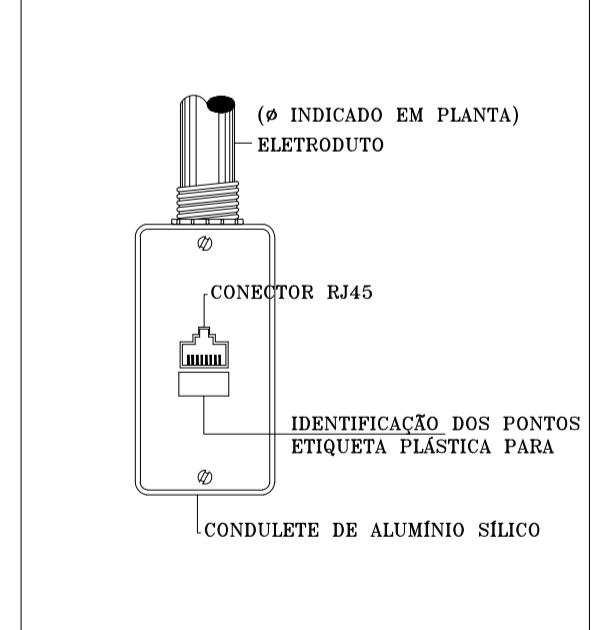 (ø INDICADO EM PLANTA)
ELETRODUTO
CONECTOR RJ45
IDENTIFICAÇÃO DOS PONTOS
ETIQUETA PLÁSTICA PARA
CONDULETE DE ALUMÍNIO SÍLICO